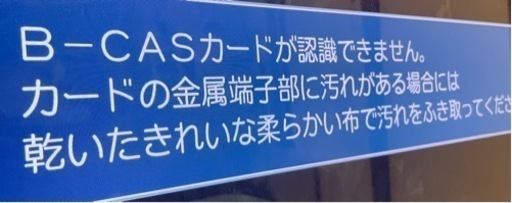 B-CASカードが認識できません。
カードの金属端子部に汚れがある場合には
乾いたきれいな柔らかい布で汚れをふき取ってくださ